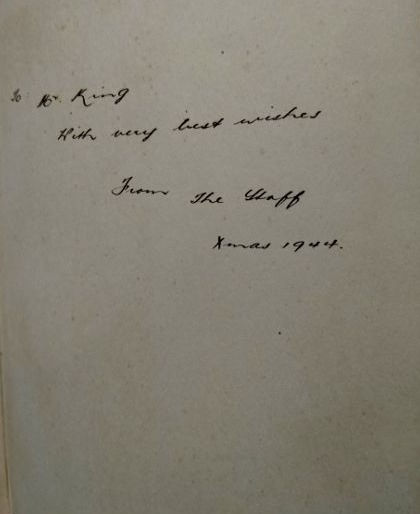 To Mr. King
With very best wishes
From The Staff
Xmas 1944.